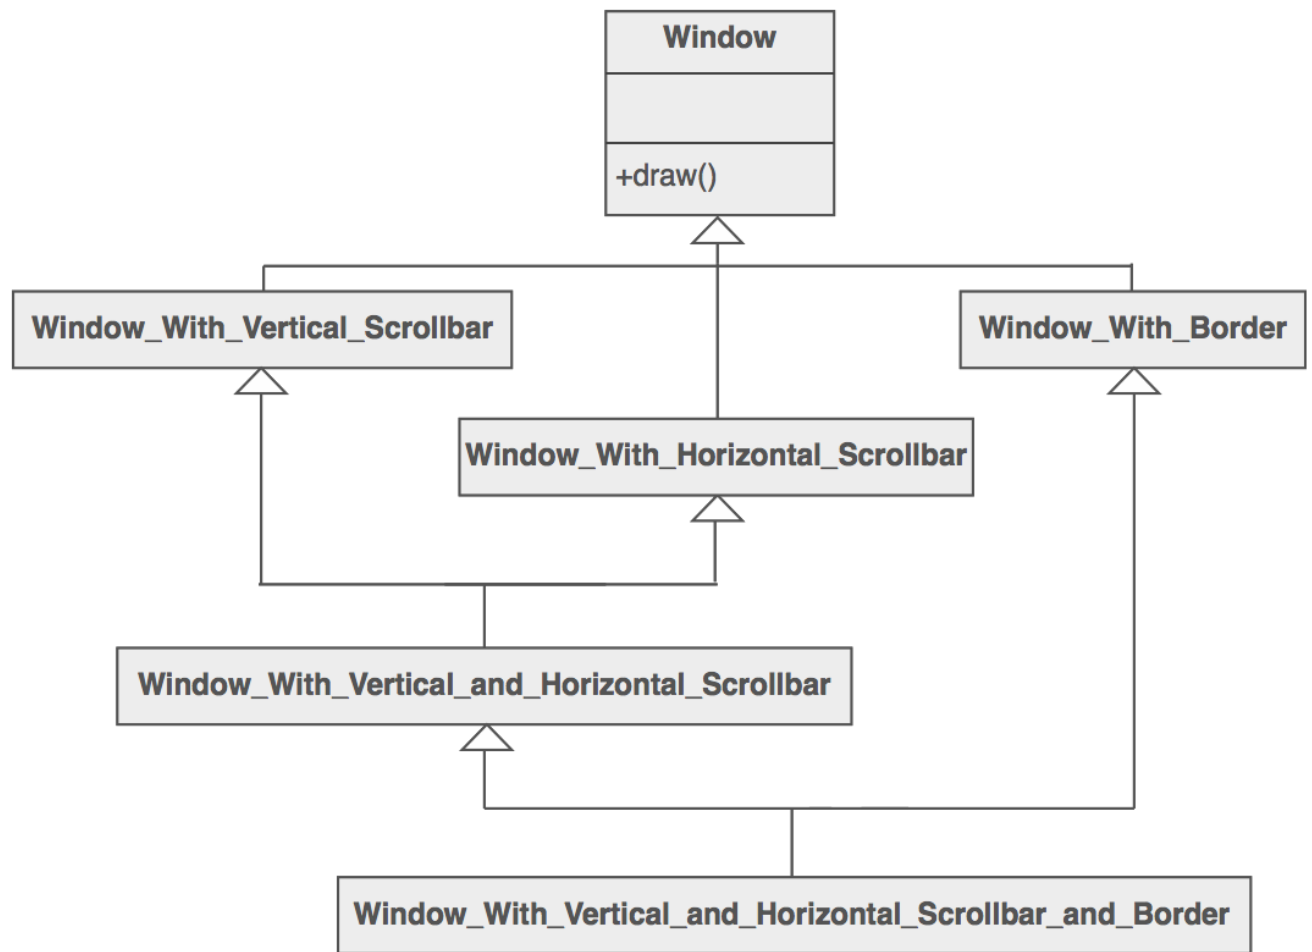 Window
+draw()
Window_With_Vertical_Scrollbar
Window_With_Border
Window_With_Horizontal_Scrollbar
Window_With_Vertical_and_Horizontal_Scrollbar
Window_With_Vertical_and_Horizontal_Scrollbar_and_Border